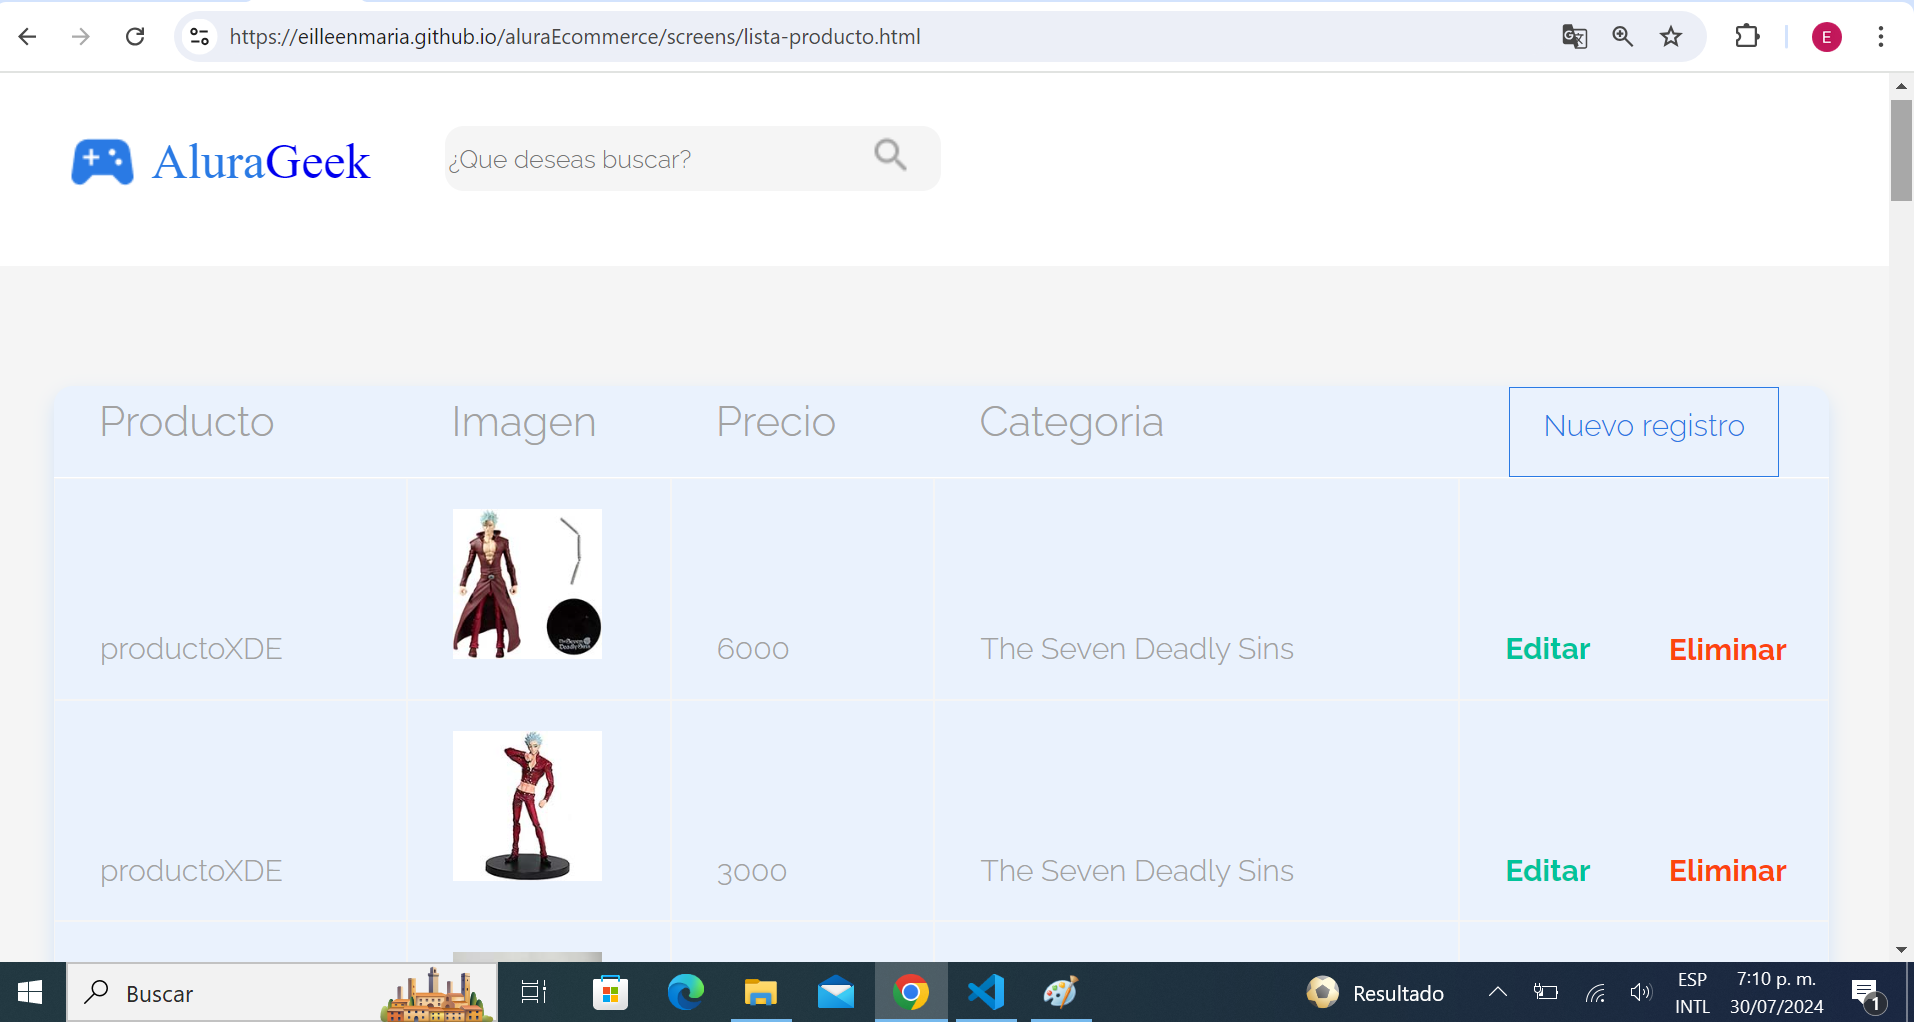 https://eilleenmaria.github.io/aluraEcommerce/screens/lista-producto.html
E
AluraGeek
¿Que deseas buscar?
Producto Imagen Precio Categoria Nuevo registro
productoXDE 6000 The Seven Deadly Sins Editar Eliminar
productoXDE 3000 The Seven Deadly Sins Editar Eliminar
Buscar
Resultado
ESP
INTL
7:10 p. m.
30/07/2024
1